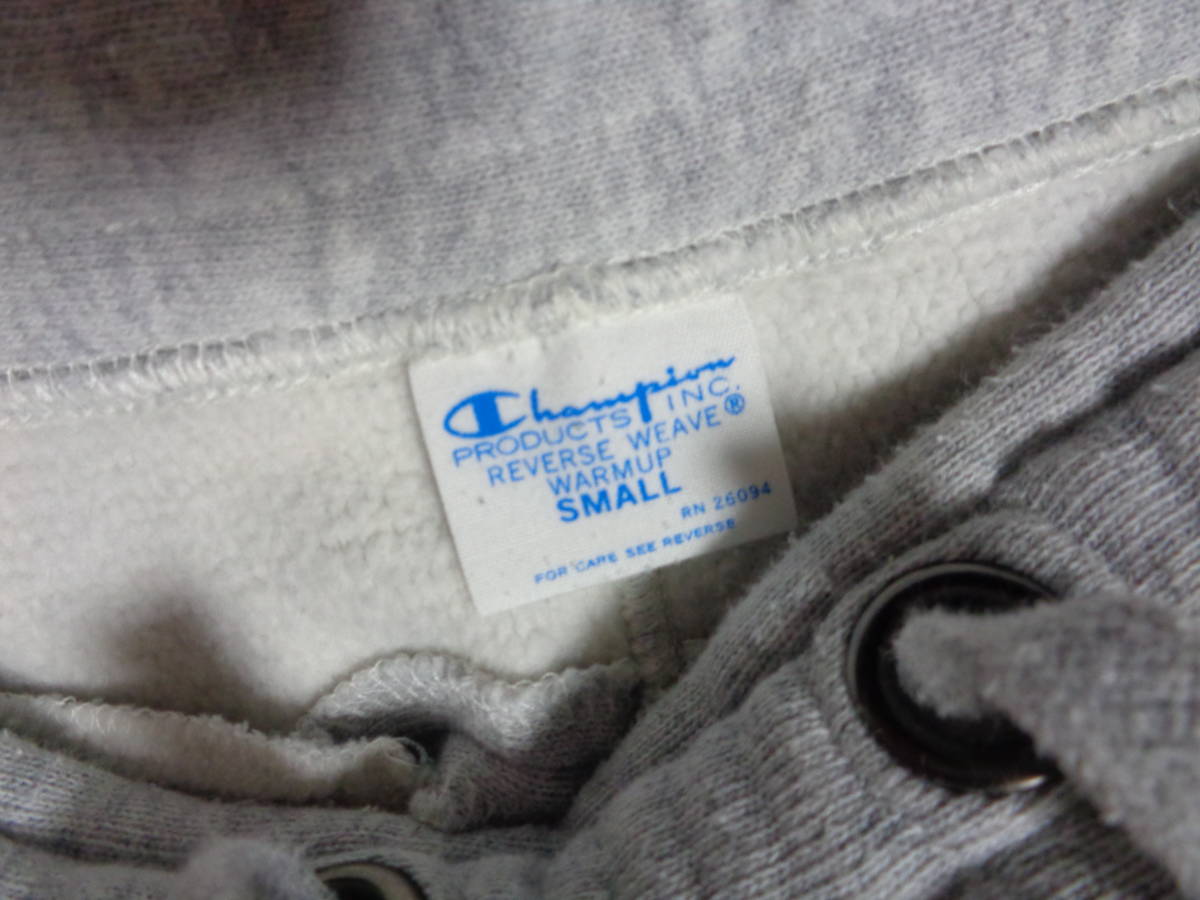 Champion
PRODUCTS INC.
REVERSE WEAVE®
WARMUP
SMALL
RN 26094
FOR CARE SEE REVERSE